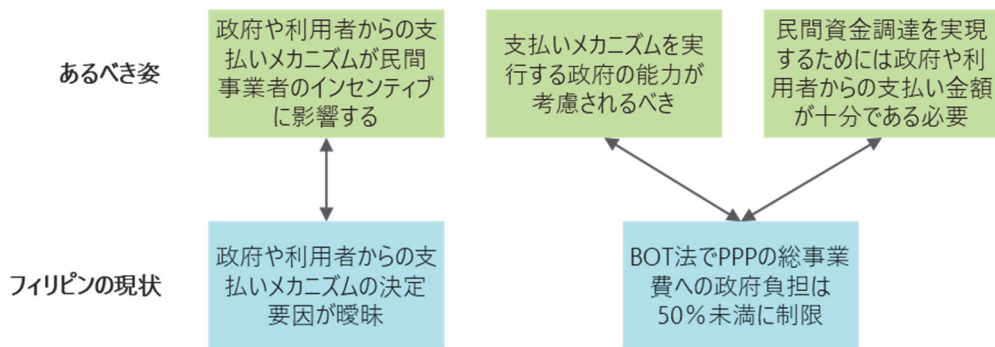 あるべき姿
政府や利用者からの支
払いメカニズムが民間
事業者のインセンティブ
に影響する
支払いメカニズムを実
行する政府の能力が
考慮されるべき
民間資金調達を実現
するためには政府や利
用者からの支払い金額
が十分である必要
フィリピンの現状
政府や利用者からの支
払いメカニズムの決定
要因が曖昧
BOT法でPPPの総事業
費への政府負担は
50%未満に制限